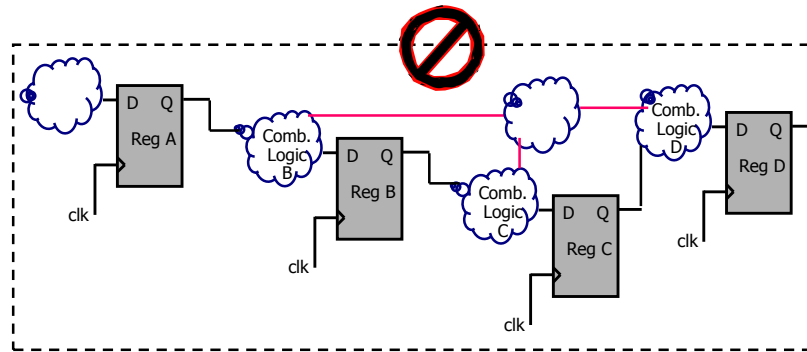 D Q
Reg A
clk
Comb.
Logic
B
D Q
Reg B
clk
Comb.
Logic
C
D Q
Reg C
clk
Comb.
Logic
D
D Q
Reg D
clk